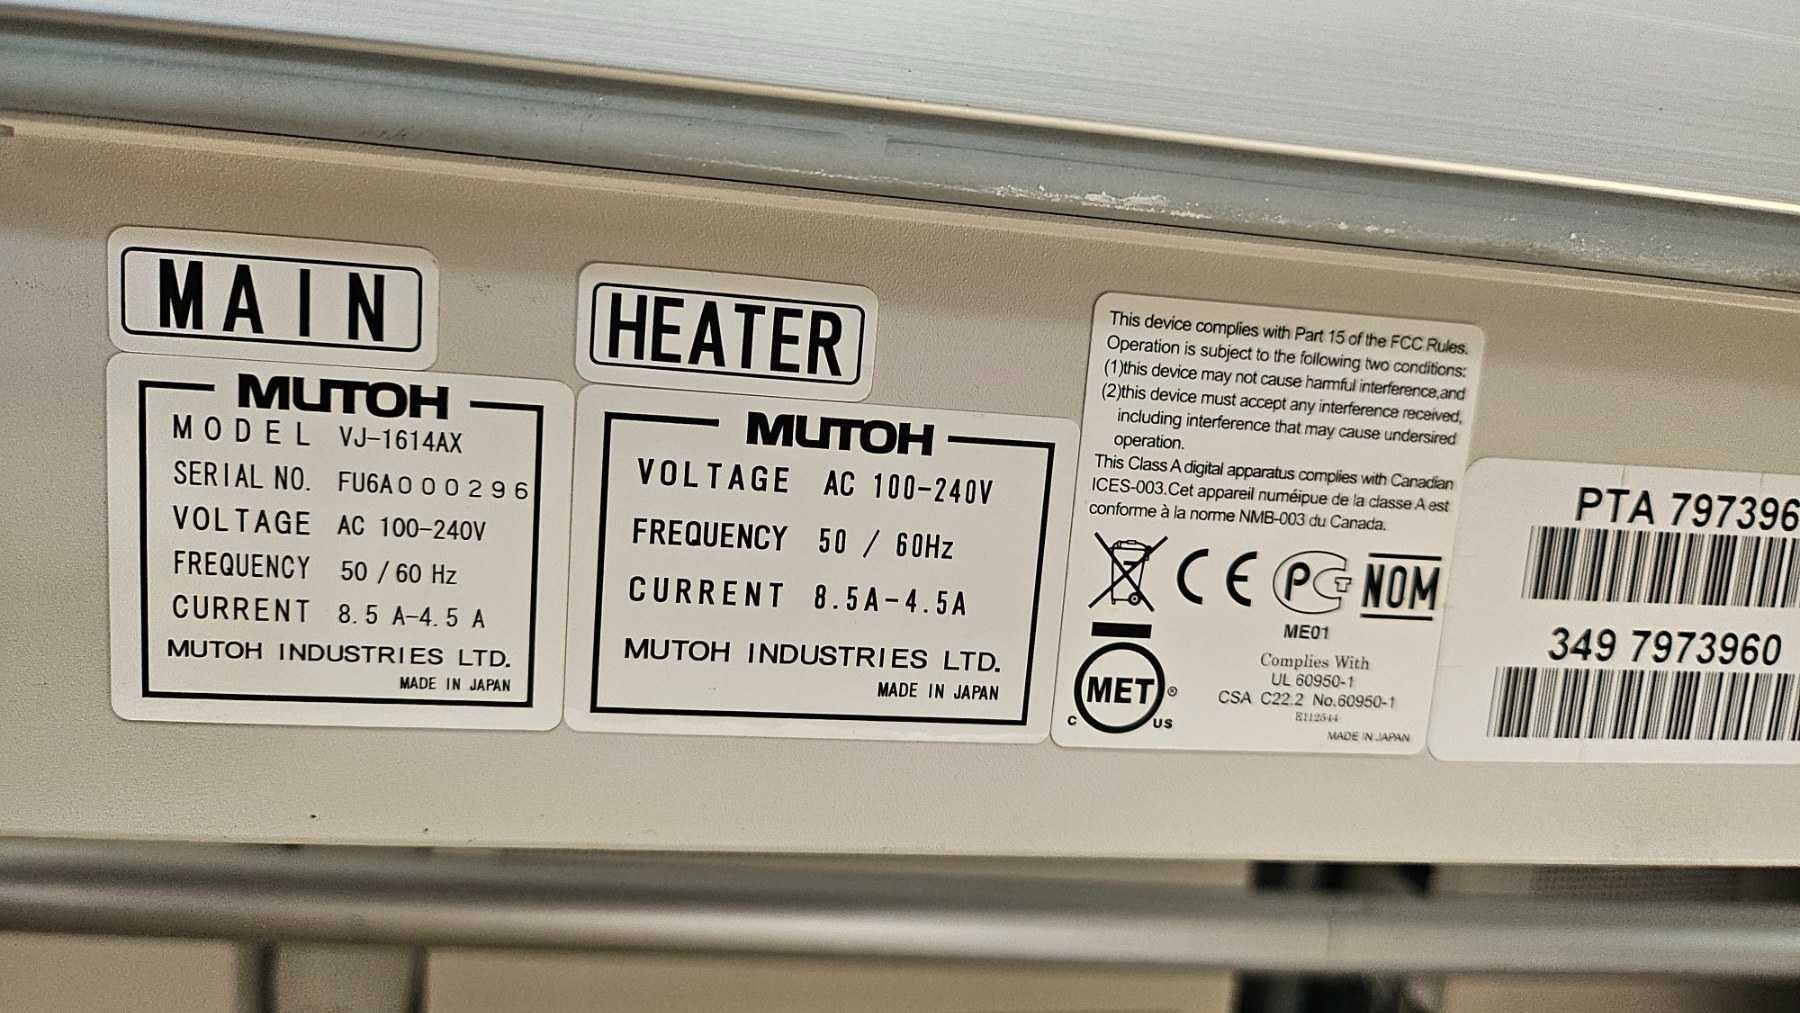 MAIN
MUTOH
MODEL VJ-1614AX
SERIAL NO. FU6A000296
VOLTAGE AC 100-240V
FREQUENCY 50 / 60 Hz
CURRENT 8.5 A-4.5 A
MUTOH INDUSTRIES LTD.
MADE IN JAPAN
HEATER
MUTOH
VOLTAGE AC 100-240V
FREQUENCY 50 / 60Hz
CURRENT 8.5A-4.5A
MUTOH INDUSTRIES LTD.
MADE IN JAPAN
This device complies with Part 15 of the FCC Rules.
Operation is subject to the following two conditions:
(1)this device may not cause harmful interference,and
(2)this device must accept any interference received,
including interference that may cause undersired
operation.
This Class A digital apparatus complies with Canadian
ICES-003.Cet appareil numéipue de la classe A est
conforme à la norme NMB-003 du Canada.
CE PCT NOM
ME01
C MET® US
Complies With
UL 60950-1
CSA C22.2 No.60950-1
E112544
MADE IN JAPAN
PTA 797396
349 7973960